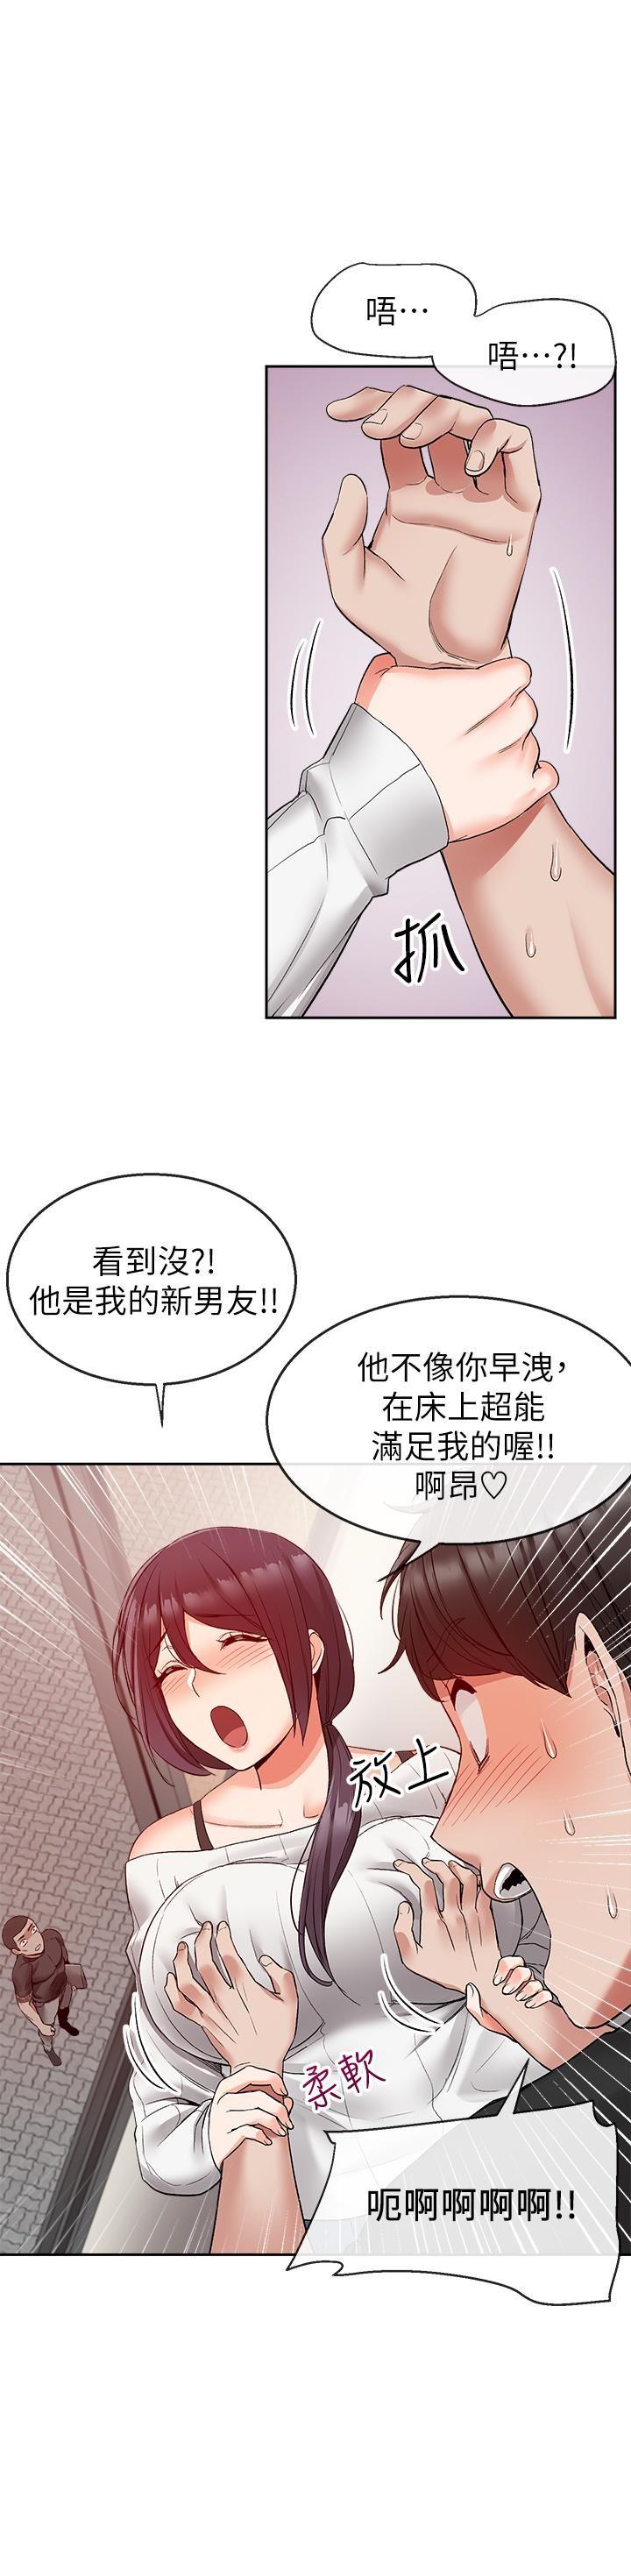 唔…
唔…?!
抓
看到沒?!
他是我的新男友!!
他不像你早洩，
在床上超能
滿足我的喔!!
啊昂♡
放上
柔軟
呃啊啊啊啊!!